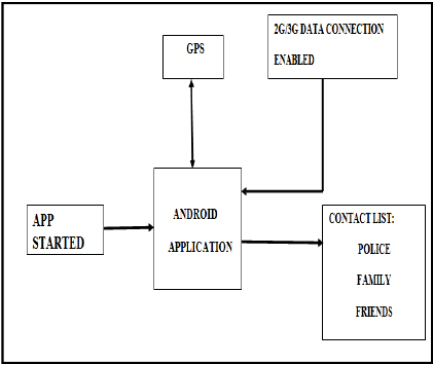 GPS
2G/3G DATA CONNECTION
ENABLED
APP
STARTED
ANDROID
APPLICATION
CONTACT LIST:
POLICE
FAMILY
FRIENDS